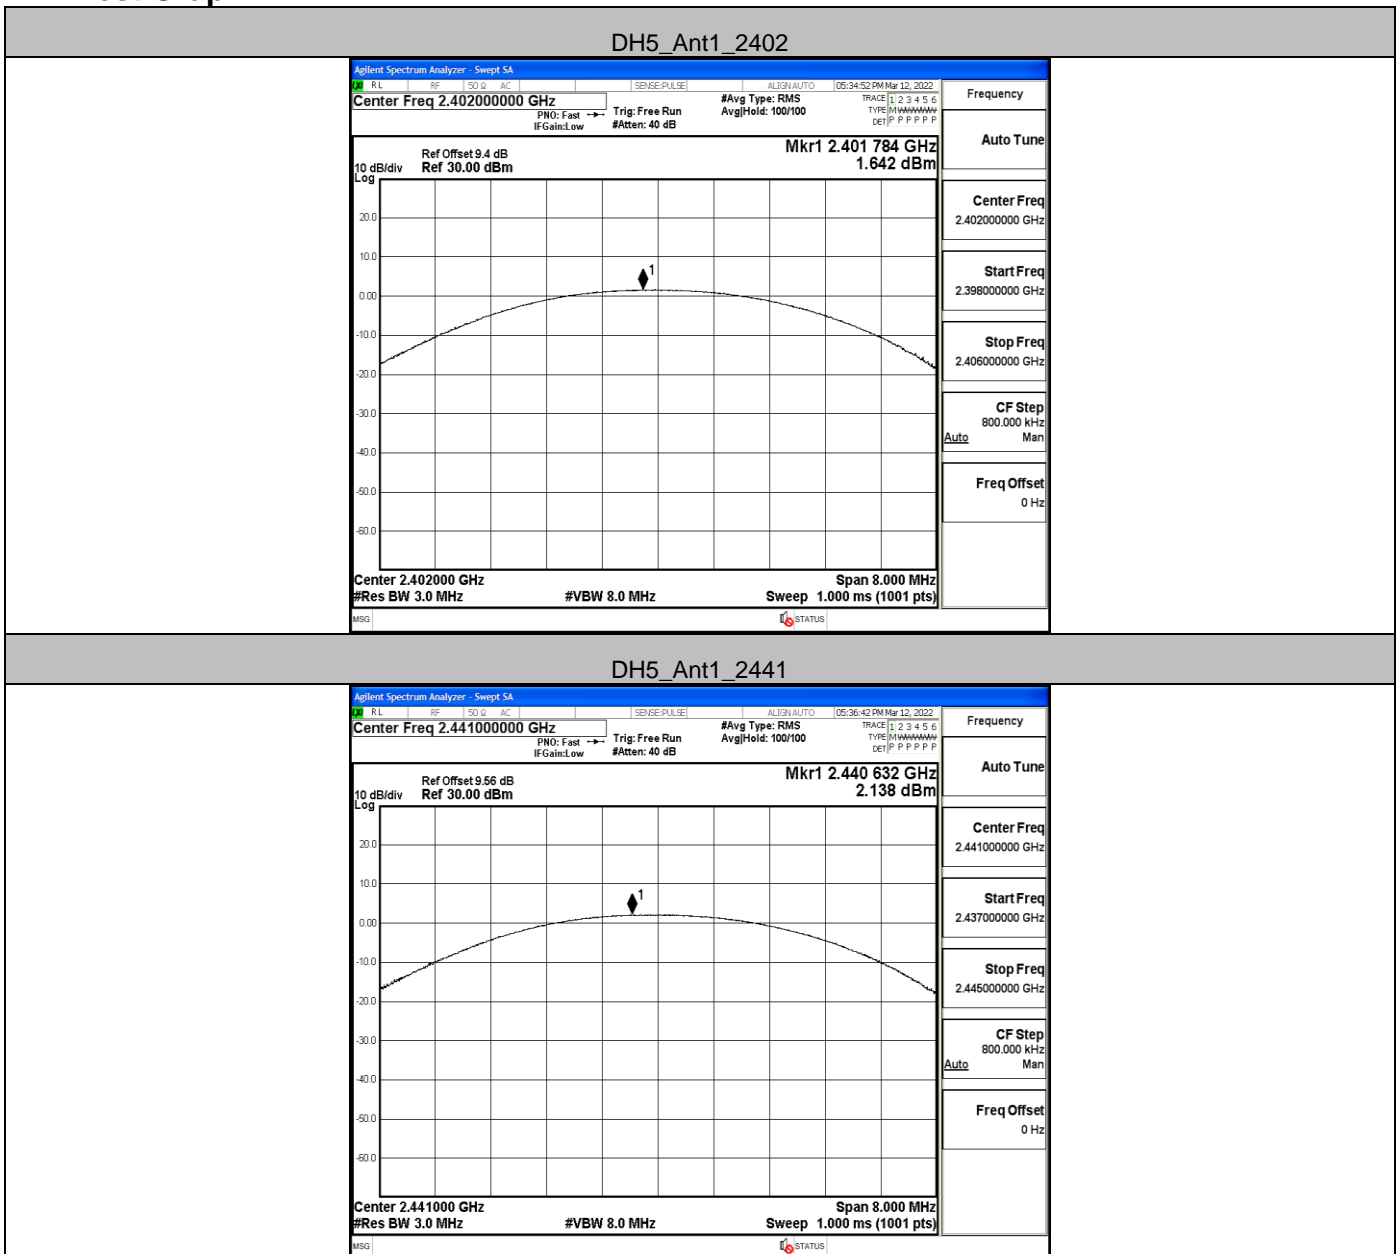 DH5_Ant1_2402
Agilent Spectrum Analyzer - Swept SA
RL RF 50 Ω AC SENSE:PULSE ALIGN AUTO 05:34:52 PM Mar 12, 2022
Center Freq 2.402000000 GHz
PNO: Fast
IFGain:Low
Trig: Free Run
#Atten: 40 dB
#Avg Type: RMS
Avg|Hold: 100/100
TRACE 1 2 3 4 5 6
TYPE M
DET P P P P P P
Ref Offset 9.4 dB
10 dB/div Ref 30.00 dBm
Log
Mkr1 2.401 784 GHz
1.642 dBm
1
20.0
10.0
0.00
-10.0
-20.0
-30.0
-40.0
-50.0
-60.0
Center 2.402000 GHz
Span 8.000 MHz
#Res BW 3.0 MHz #VBW 8.0 MHz Sweep 1.000 ms (1001 pts)
MSG STATUS
Frequency
Auto Tune
Center Freq
2.402000000 GHz
Start Freq
2.398000000 GHz
Stop Freq
2.406000000 GHz
CF Step
800.000 kHz
Auto Man
Freq Offset
0 Hz
DH5_Ant1_2441
Agilent Spectrum Analyzer - Swept SA
RL RF 50 Ω AC SENSE:PULSE ALIGN AUTO 05:36:42 PM Mar 12, 2022
Center Freq 2.441000000 GHz
PNO: Fast
IFGain:Low
Trig: Free Run
#Atten: 40 dB
#Avg Type: RMS
Avg|Hold: 100/100
TRACE 1 2 3 4 5 6
TYPE M
DET P P P P P P
Ref Offset 9.56 dB
10 dB/div Ref 30.00 dBm
Log
Mkr1 2.440 632 GHz
2.138 dBm
1
20.0
10.0
0.00
-10.0
-20.0
-30.0
-40.0
-50.0
-60.0
Center 2.441000 GHz
Span 8.000 MHz
#Res BW 3.0 MHz #VBW 8.0 MHz Sweep 1.000 ms (1001 pts)
MSG STATUS
Frequency
Auto Tune
Center Freq
2.441000000 GHz
Start Freq
2.437000000 GHz
Stop Freq
2.445000000 GHz
CF Step
800.000 kHz
Auto Man
Freq Offset
0 Hz